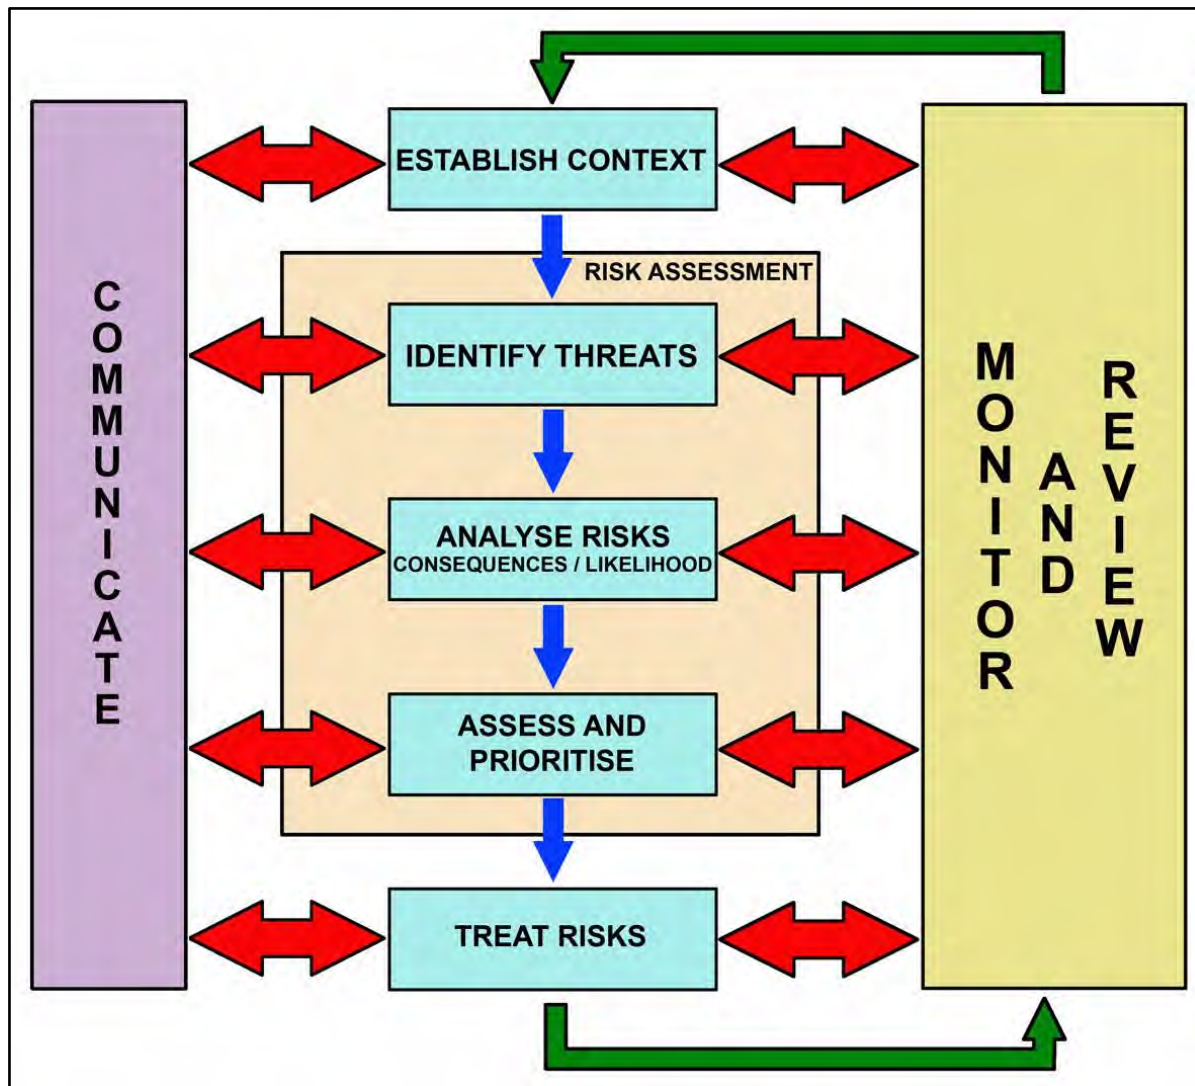 COMMUNICATE
ESTABLISH CONTEXT
RISK ASSESSMENT
IDENTIFY THREATS
ANALYSE RISKS
CONSEQUENCES / LIKELIHOOD
ASSESS AND
PRIORITISE
TREAT RISKS
MONITOR
AND
REVIEW